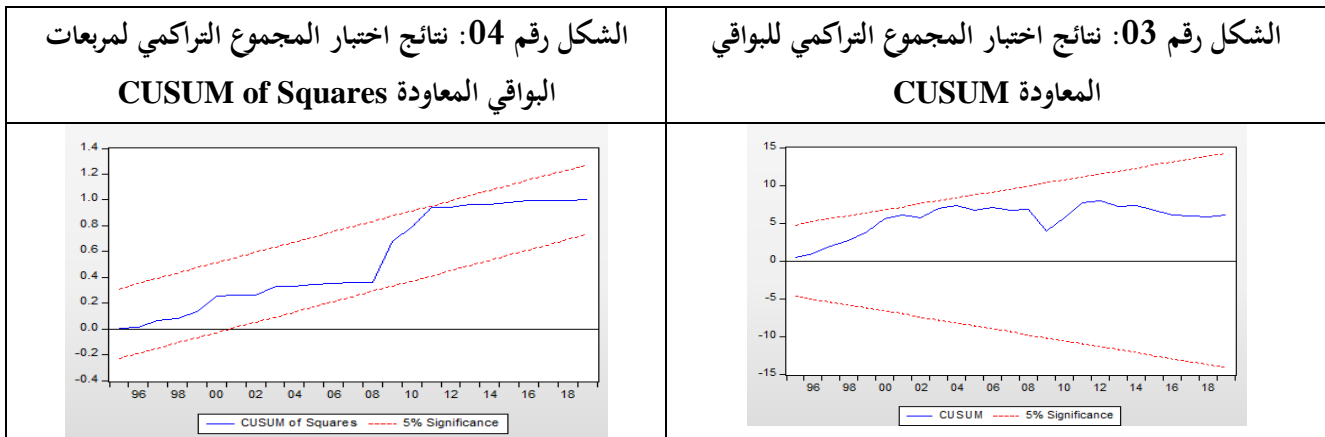 الشكل رقم 03: نتائج اختبار المجموع التراكمي للبواقي
المعاودة CUSUM
الشكل رقم 04: نتائج اختبار المجموع التراكمي لمربعات
البواقي المعاودة CUSUM of Squares
15
10
5
0
-5
-10
-15
96 98 00 02 04 06 08 10 12 14 16 18
CUSUM 5% Significance
1.4
1.2
1.0
0.8
0.6
0.4
0.2
0.0
-0.2
-0.4
96 98 00 02 04 06 08 10 12 14 16 18
CUSUM of Squares 5% Significance